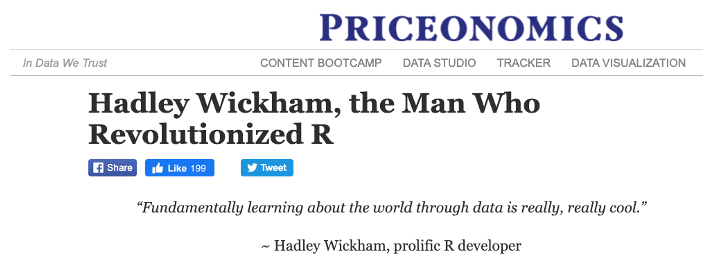 PRICEONOMICS
In Data We Trust
CONTENT BOOTCAMP DATA STUDIO TRACKER DATA VISUALIZATION
Hadley Wickham, the Man Who
Revolutionized R
Share Like 199 Tweet
“Fundamentally learning about the world through data is really, really cool.”
~ Hadley Wickham, prolific R developer